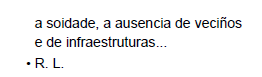 a soidade, a ausencia de veciños
e de infraestruturas...
• R. L.